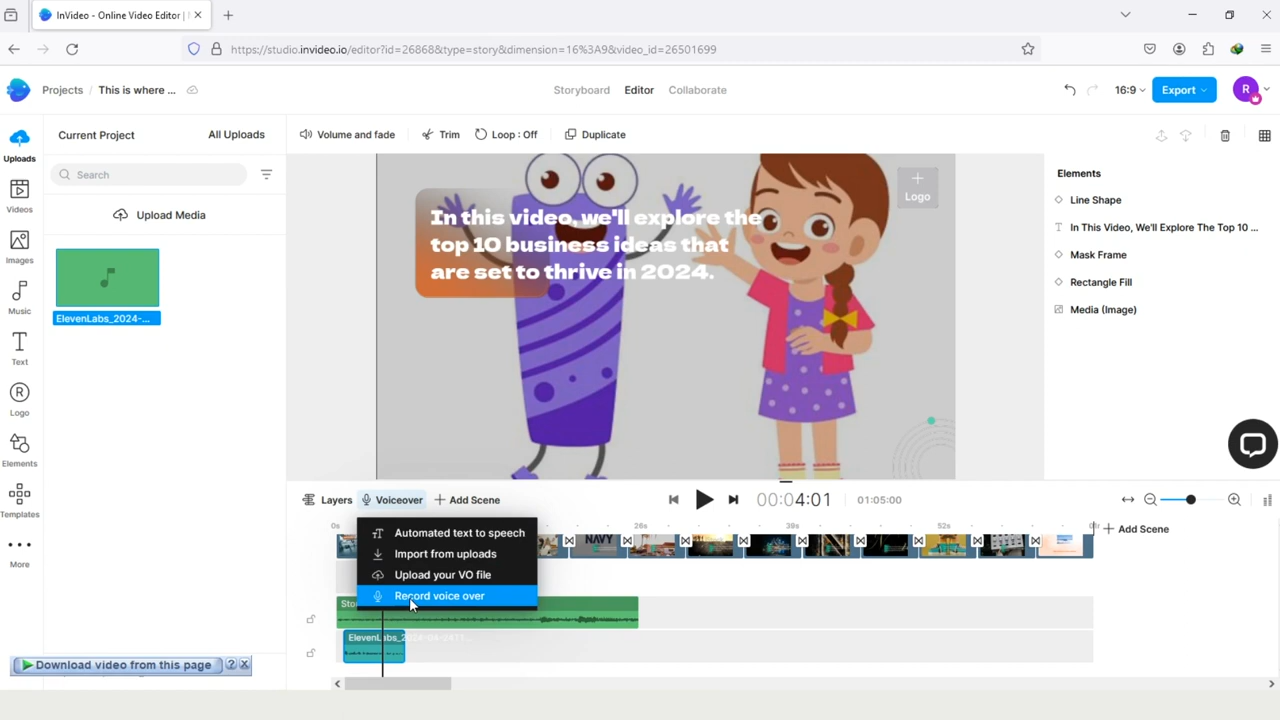 InVideo - Online Video Editor |
https://studio.invideo.io/editor?id=26868&type=story&dimension=16%3A9&video_id=26501699
Projects / This is where ...
Storyboard Editor Collaborate
16:9 Export R
Uploads
Videos
Images
Music
Text
Logo
Elements
Templates
More
Current Project All Uploads
Search
Upload Media
ElevenLabs_2024-...
Volume and fade Trim Loop : Off Duplicate
In this video, we'll explore the
top 10 business ideas that
are set to thrive in 2024.
+
Logo
Elements
Line Shape
In This Video, We'll Explore The Top 10 ...
Mask Frame
Rectangle Fill
Media (Image)
Layers Voiceover + Add Scene
00:04:01 01:05:00
0s 26s 39s 52s
+ Add Scene
NAVY
Automated text to speech
Import from uploads
Upload your VO file
Record voice over
Download video from this page ? X